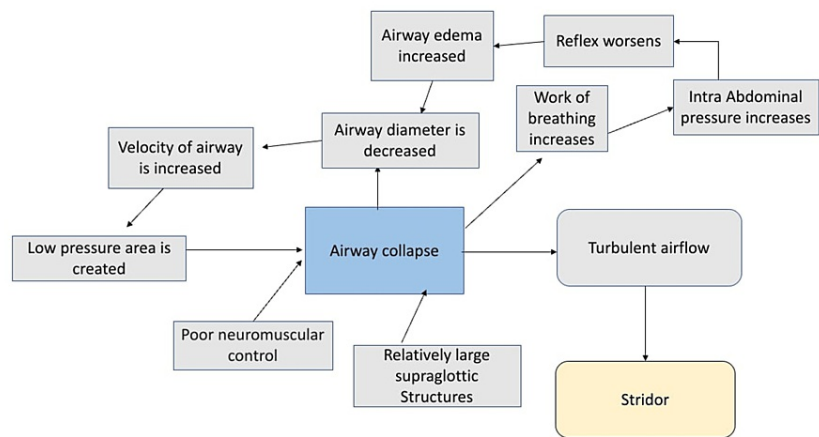 Airway edema
increased
Reflex worsens
Work of
breathing
increases
Intra Abdominal
pressure increases
Airway diameter is
decreased
Velocity of airway
is increased
Low pressure area is
created
Airway collapse
Turbulent airflow
Poor neuromuscular
control
Relatively large
supraglottic
Structures
Stridor